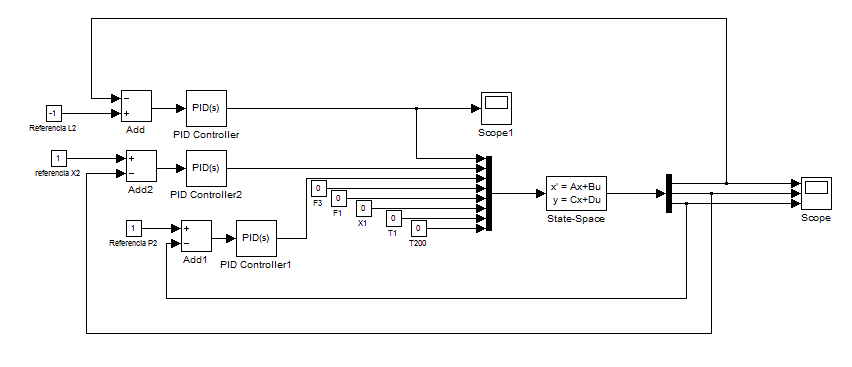 -1
Referencia L2
−
+
Add
PID(s)
PID Controller
Scope1
1
referencia X2
+
−
Add2
PID(s)
PID Controller2
1
Referencia P2
+
−
Add1
PID(s)
PID Controller1
0
F3
0
F1
0
X1
0
T1
0
T200
x' = Ax+Bu
y = Cx+Du
State-Space
Scope